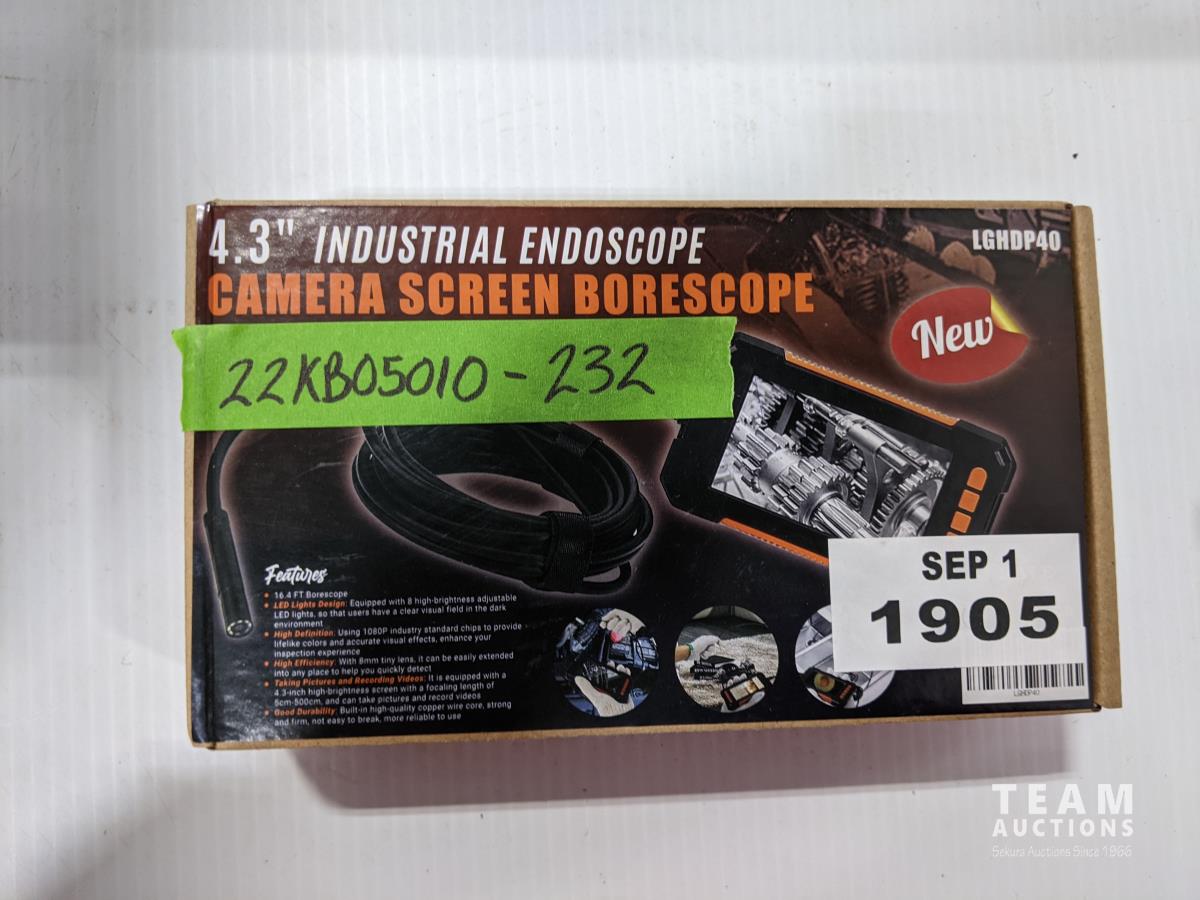 4.3" INDUSTRIAL ENDOSCOPE
LGHDP40
CAMERA SCREEN BORESCOPE
New
22KB05010-232
Features
• 16.4 FT Borescope
• LED Lights Design: Equipped with 8 high-brightness adjustable
LED lights, so that users have a clear visual field in the dark
environment
• High Definition: Using 1080P industry standard chips to provide
lifelike colors and accurate visual effects, enhance your
inspection experience
• High Efficiency: With 8mm tiny lens, it can be easily extended
into any place to help you quickly detect
• Taking Pictures and Recording Videos: It is equipped with a
4.3-inch high-brightness screen with a focaling length of
5cm-500cm, and can take pictures and record videos
• Good Durability: Built-in high-quality copper wire core, strong
and firm, not easy to break, more reliable to use
SEP 1
1905
LGHDP40
TEAM
AUCTIONS
Sekura Auctions Since 1966